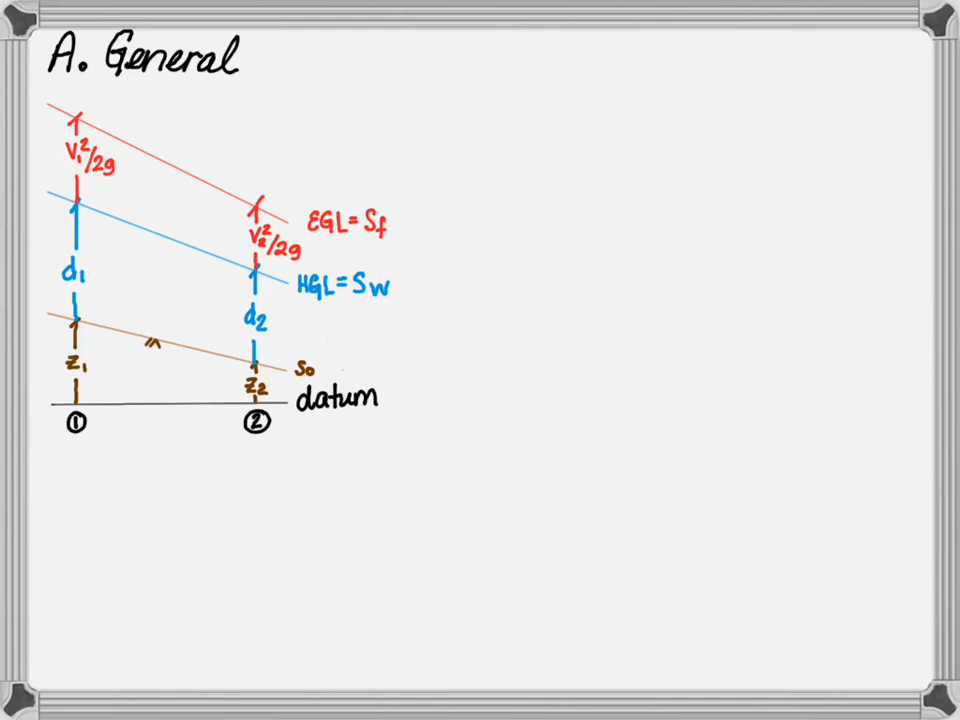 A. General
V₁²/2g
EGL = Sf
V₂²/2g
d₁
HGL = Sw
d₂
z₁
so
z₂
datum
①
②